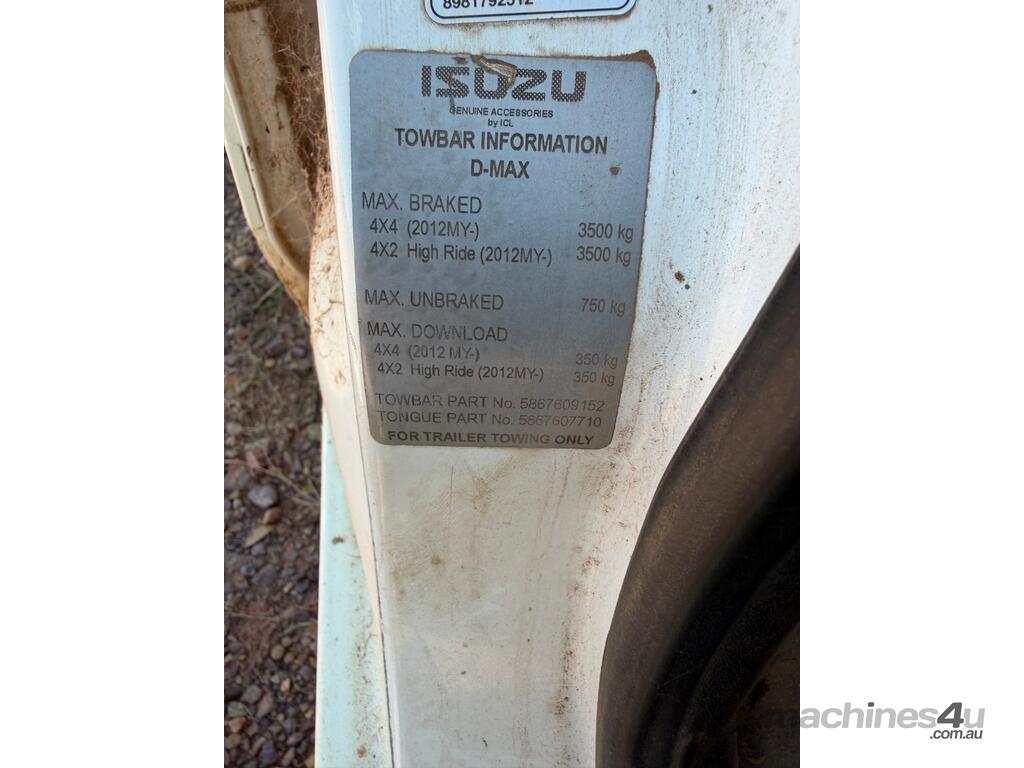 8981792512
ISUZU
GENUINE ACCESSORIES
by ICL
TOWBAR INFORMATION
D-MAX
MAX. BRAKED
4X4 (2012MY-) 3500 kg
4X2 High Ride (2012MY-) 3500 kg
MAX. UNBRAKED 750 kg
MAX. DOWNLOAD
4X4 (2012 MY-) 350 kg
4X2 High Ride (2012MY-) 350 kg
TOWBAR PART No. 5867609152
TONGUE PART No. 5867607710
FOR TRAILER TOWING ONLY
machines4u
.com.au